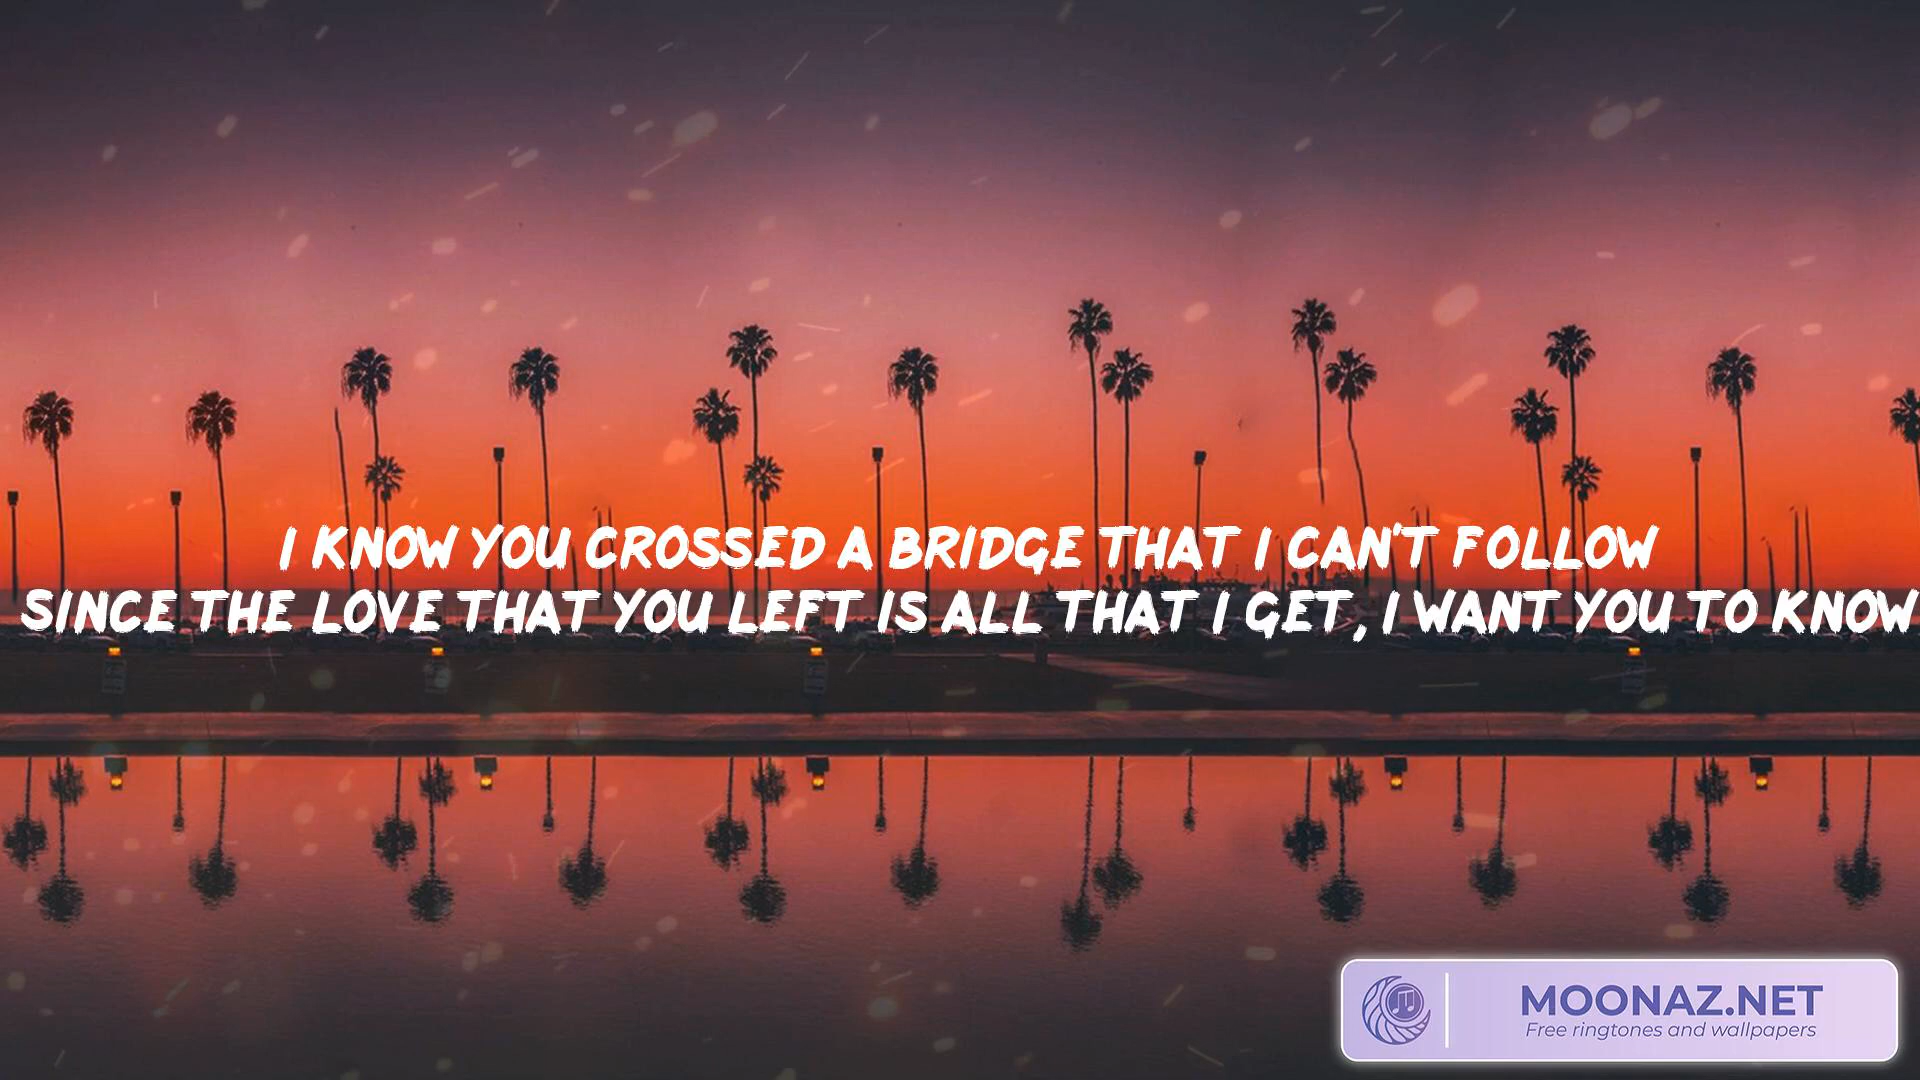 I KNOW YOU CROSSED A BRIDGE THAT I CAN'T FOLLOW
SINCE THE LOVE THAT YOU LEFT IS ALL THAT I GET, I WANT YOU TO KNOW
MOONAZ.NET
Free ringtones and wallpapers